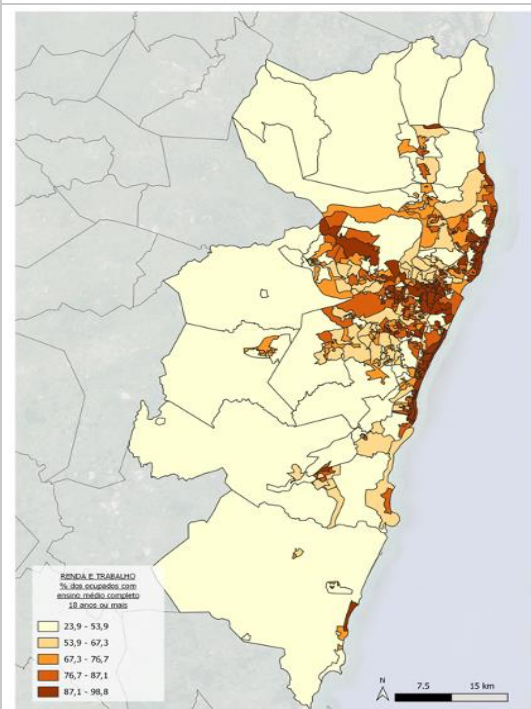 RENDA E TRABALHO
% dos ocupados com
ensino médio completo
18 anos ou mais
23,9 - 53,9
53,9 - 67,3
67,3 - 76,7
76,7 - 87,1
87,1 - 98,8
N
7.5 15 km